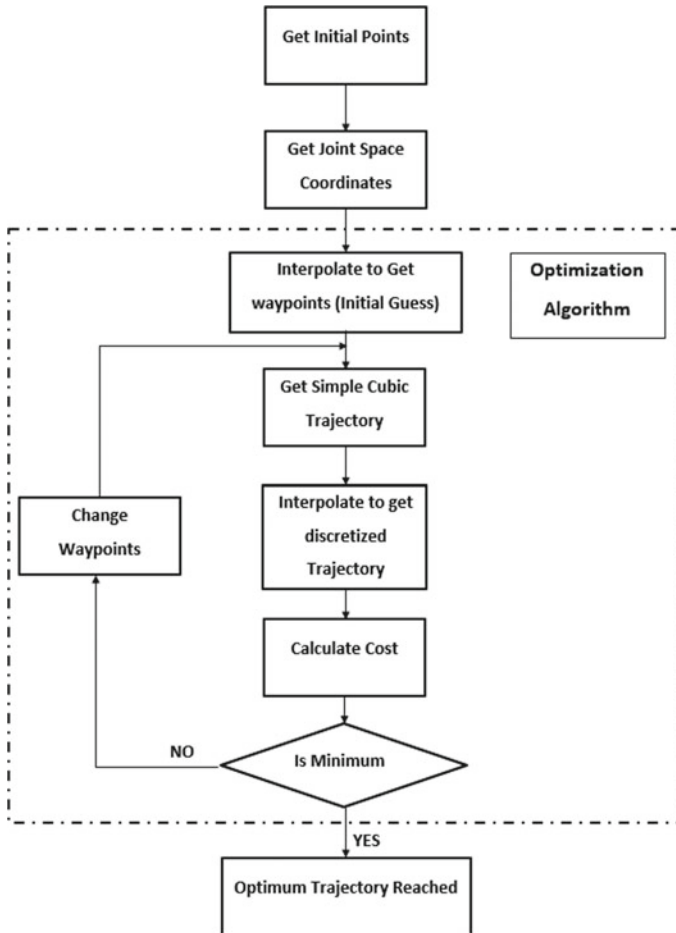 Get Initial Points
Get Joint Space
Coordinates
Interpolate to Get
waypoints (Initial Guess)
Optimization
Algorithm
Get Simple Cubic
Trajectory
Change
Waypoints
Interpolate to get
discretized
Trajectory
Calculate Cost
NO
Is Minimum
YES
Optimum Trajectory Reached